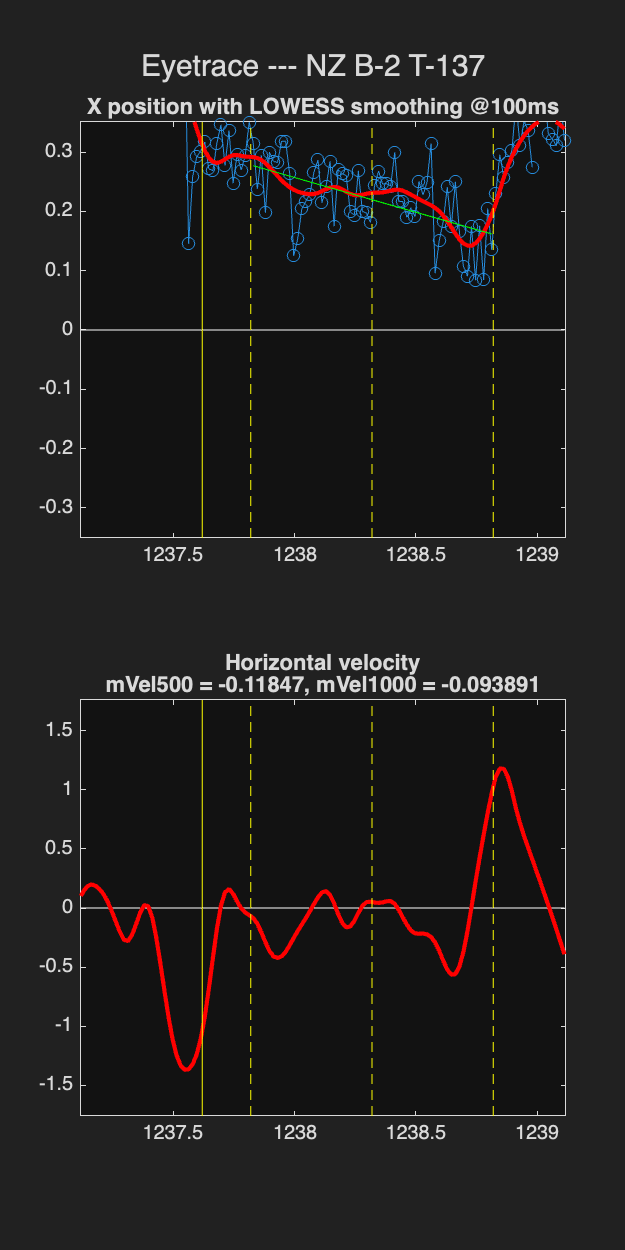 Eyetrace --- NZ B-2 T-137
X position with LOWESS smoothing @100ms
0.3
0.2
0.1
0
-0.1
-0.2
-0.3
1237.5 1238 1238.5 1239
Horizontal velocity
mVel500 = -0.11847, mVel1000 = -0.093891
1.5
1
0.5
0
-0.5
-1
-1.5
1237.5 1238 1238.5 1239